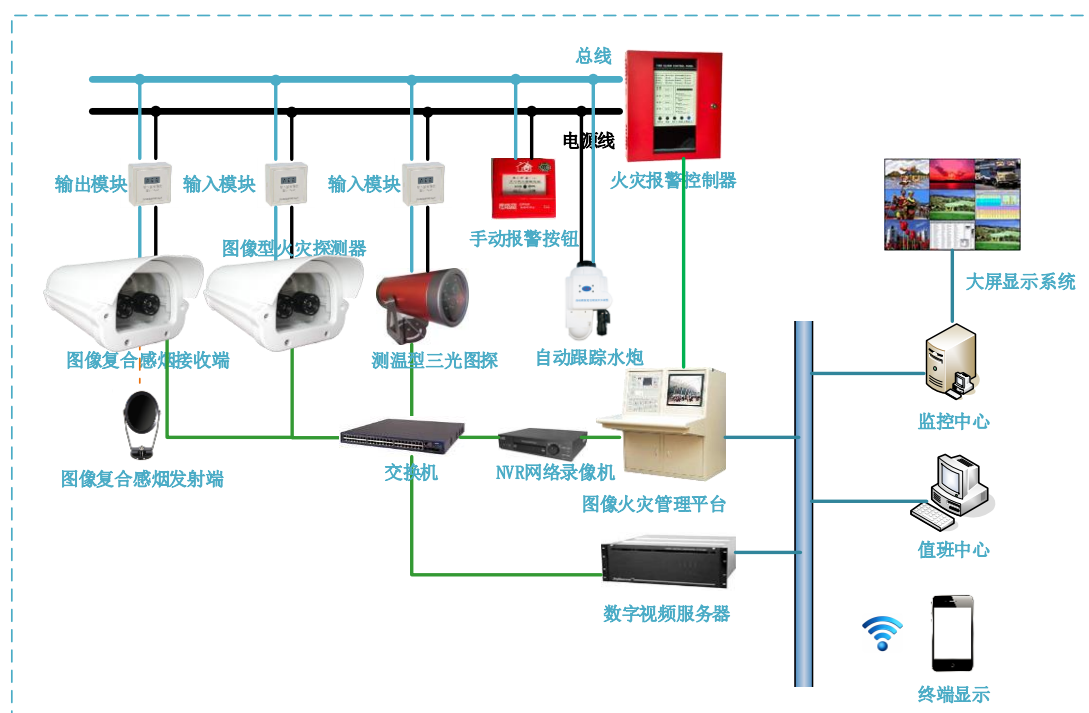 总线
电源线
火灾报警控制器
输出模块
输入模块
输入模块
手动报警按钮
图像型火灾探测器
大屏显示系统
图像复合感烟接收端
测温型三光图探
自动跟踪水炮
监控中心
图像复合感烟发射端
交换机
NVR网络录像机
图像火灾管理平台
值班中心
数字视频服务器
终端显示